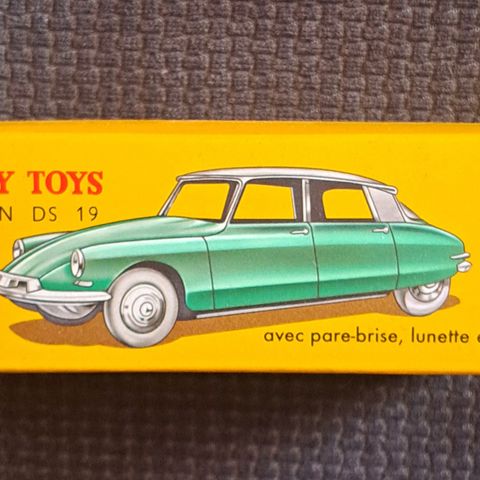 Y TOYS
N DS 19
avec pare-brise, lunette e